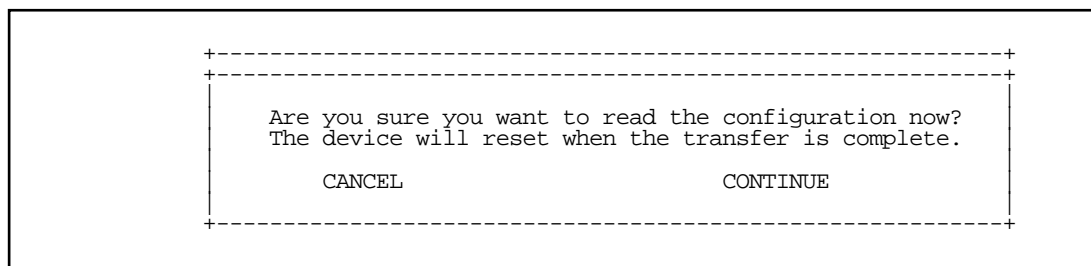 Are you sure you want to read the configuration now?
The device will reset when the transfer is complete.
CANCEL CONTINUE